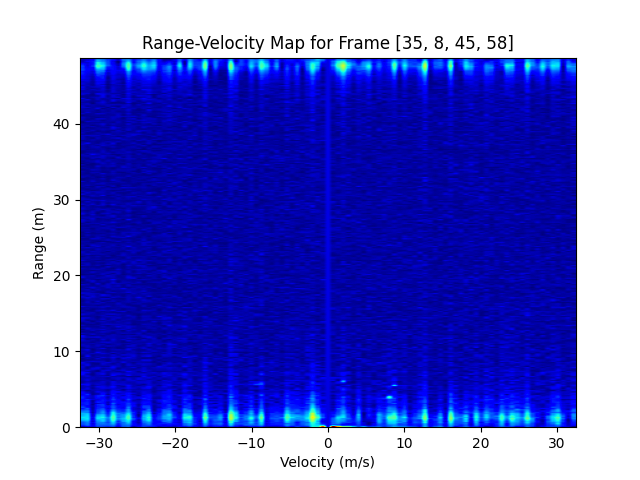 Range-Velocity Map for Frame [35, 8, 45, 58]
40
30
20
10
0
Range (m)
−30 −20 −10 0 10 20 30
Velocity (m/s)